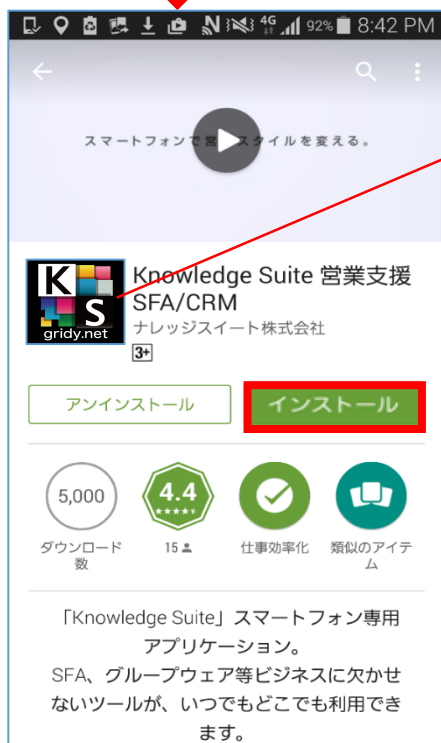 4G 92% 8:42 PM
スマートフォンで営 スタイルを変える。
K
S
gridy.net
Knowledge Suite 営業支援
SFA/CRM
ナレッジスイート株式会社
3+
アンインストール インストール
5,000 4.4
ダウンロード
数
15
仕事効率化
類似のアイテ
ム
「Knowledge Suite」スマートフォン専用
アプリケーション。
SFA、グループウェア等ビジネスに欠かせ
ないツールが、いつでもどこでも利用でき
ます。